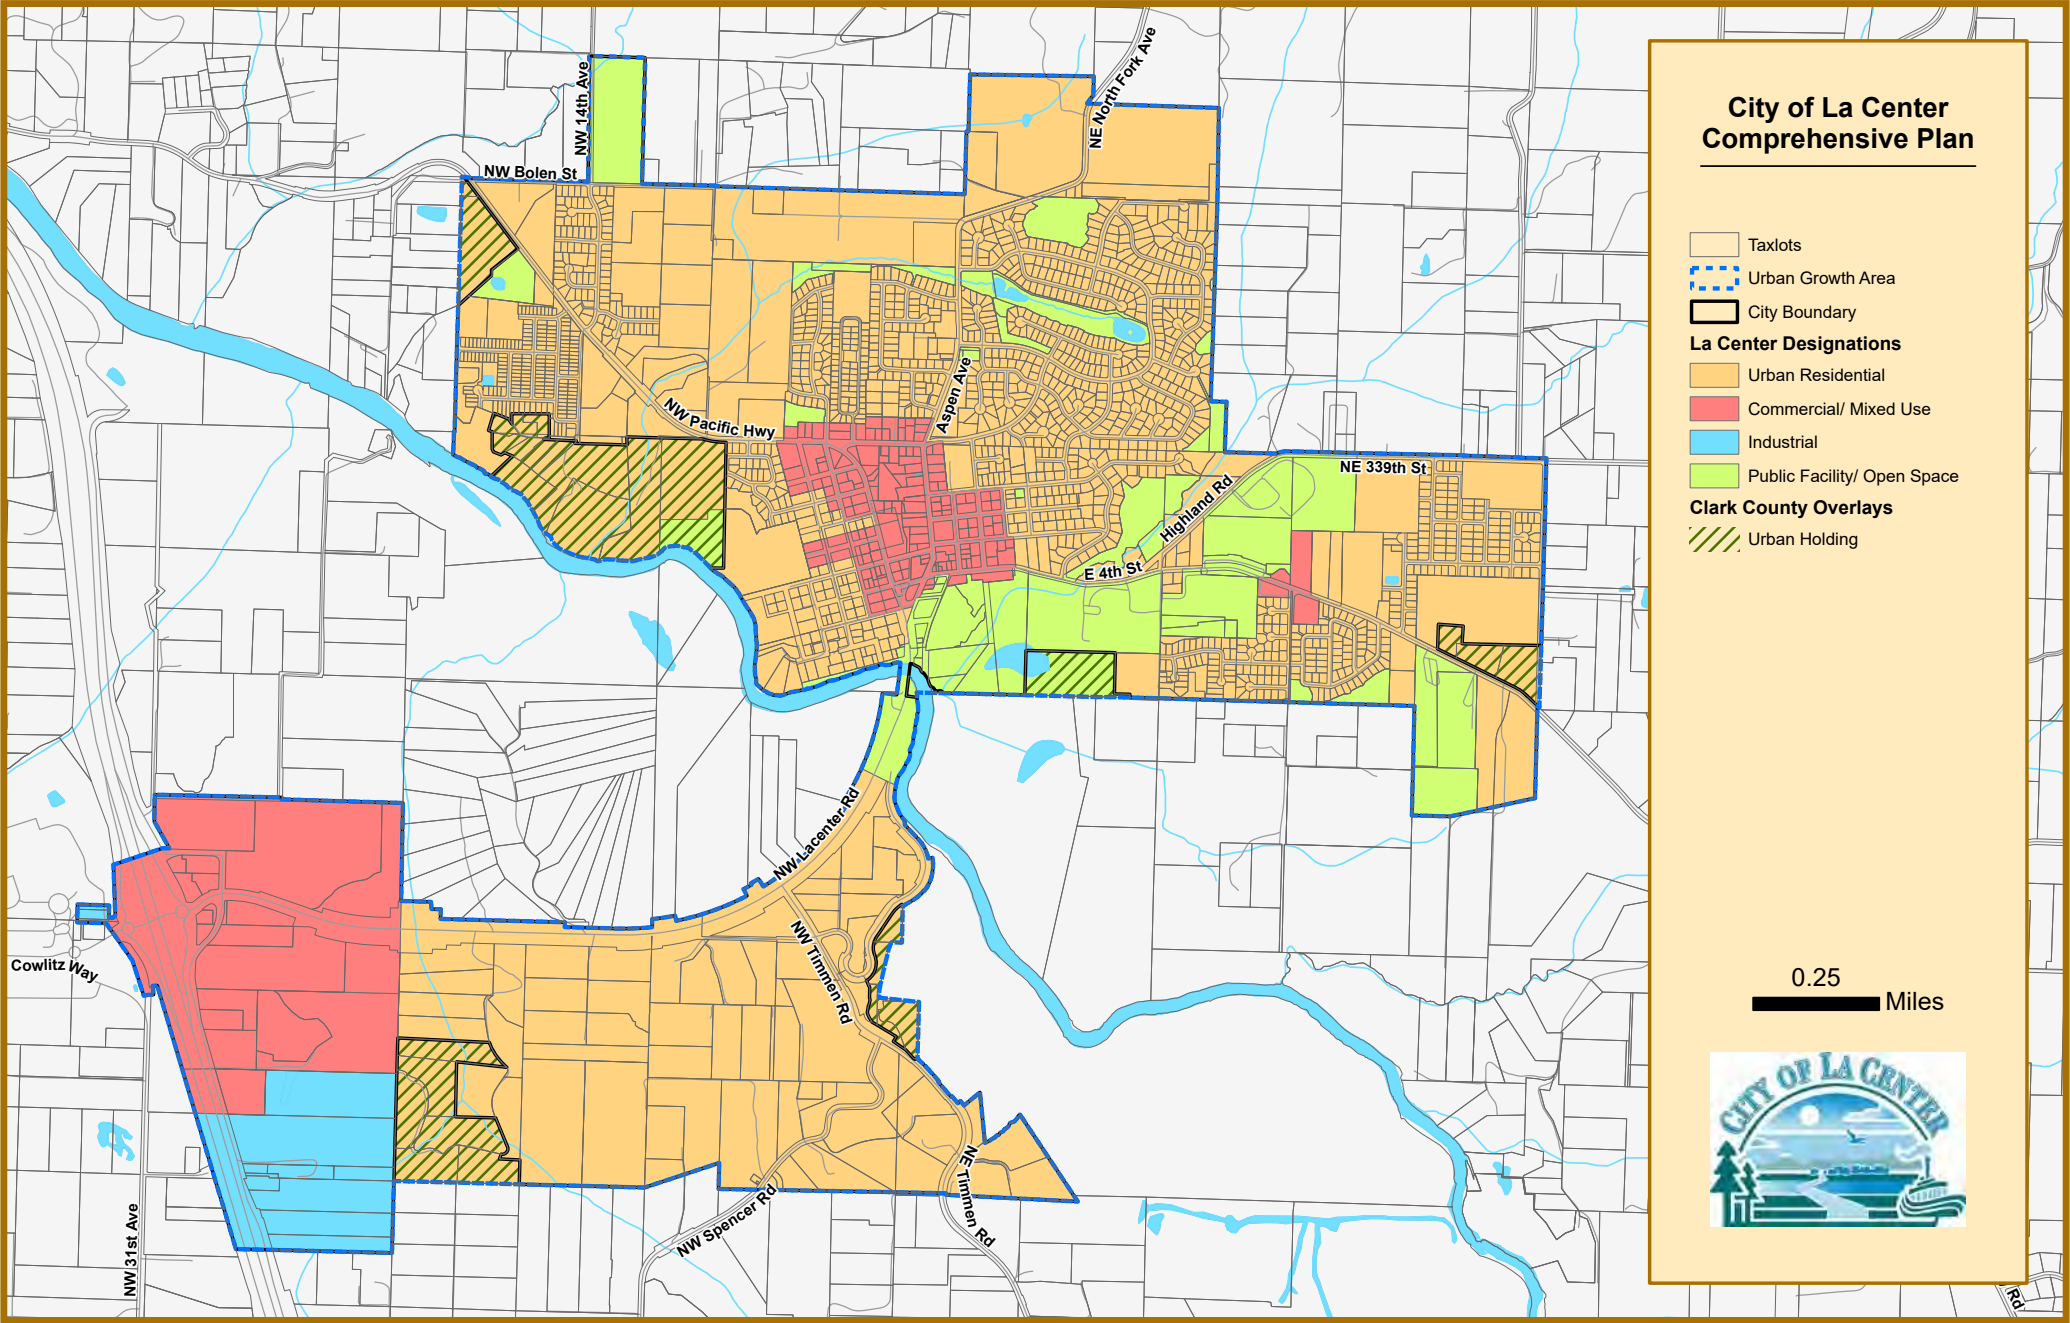 City of La Center
Comprehensive Plan
Taxlots
Urban Growth Area
City Boundary
La Center Designations
Urban Residential
Commercial/ Mixed Use
Industrial
Public Facility/ Open Space
Clark County Overlays
Urban Holding
0.25
Miles
CITY OF LA CENTER
NW 14th Ave
NE North Fork Ave
NW Bolen St
NW Pacific Hwy
Aspen Ave
NE 339th St
Highland Rd
E 4th St
NW Lacenter Rd
NW Timmen Rd
Cowlitz Way
NW 31st Ave
NW Spencer Rd
NE Timmen Rd
Rd